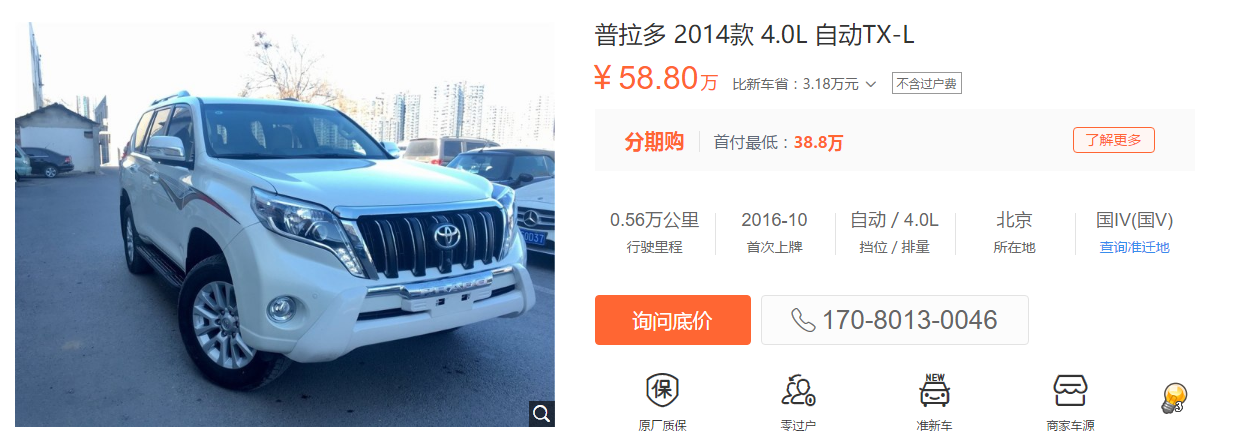 普拉多 2014款 4.0L 自动TX-L
¥ 58.80万 比新车省：3.18万元 不含过户费
分期购 首付最低：38.8万 了解更多
0.56万公里 2016-10 自动 / 4.0L 北京 国IV(国V)
行驶里程 首次上牌 挡位 / 排量 所在地 查询准迁地
询问底价 170-8013-0046
保 NEW 3
原厂质保 零过户 准新车 商家车源